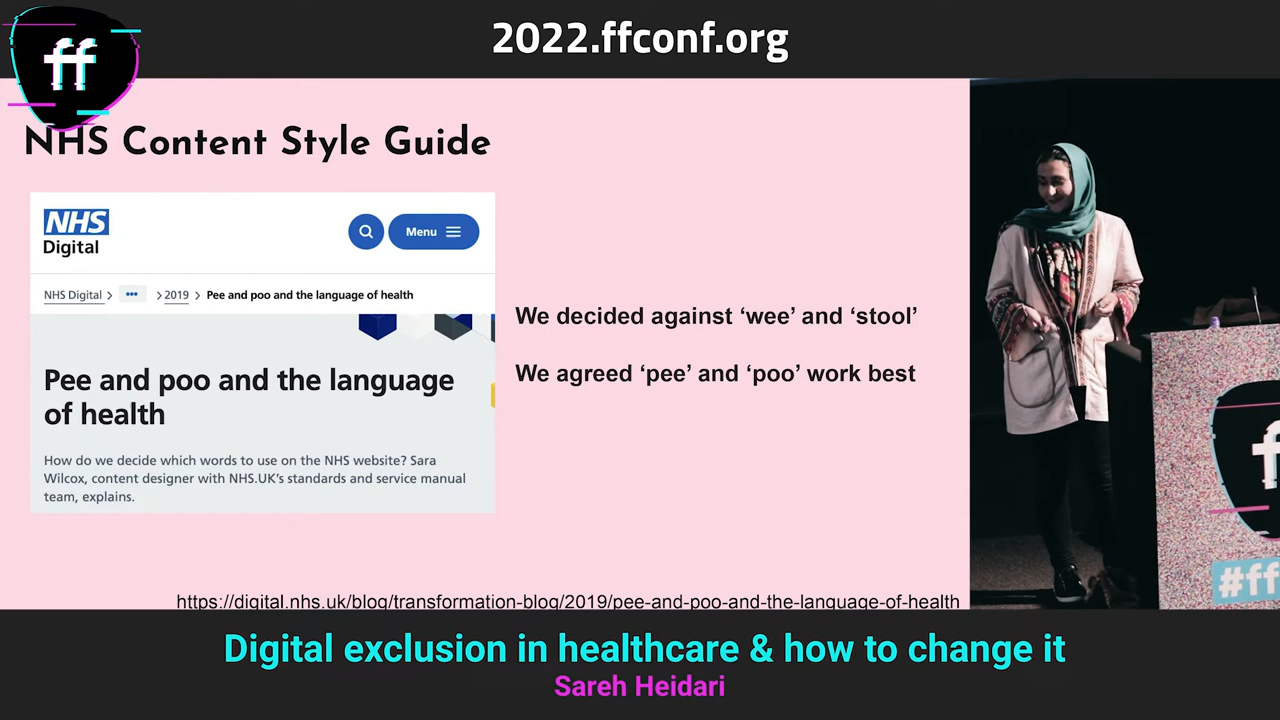 2022.ffconf.org
ff
NHS Content Style Guide
NHS
Digital
Menu
NHS Digital > ••• > 2019 > Pee and poo and the language of health
Pee and poo and the language
of health
How do we decide which words to use on the NHS website? Sara
Wilcox, content designer with NHS.UK's standards and service manual
team, explains.
We decided against ‘wee’ and ‘stool’
We agreed ‘pee’ and ‘poo’ work best
https://digital.nhs.uk/blog/transformation-blog/2019/pee-and-poo-and-the-language-of-health
#ff
Digital exclusion in healthcare & how to change it
Sareh Heidari